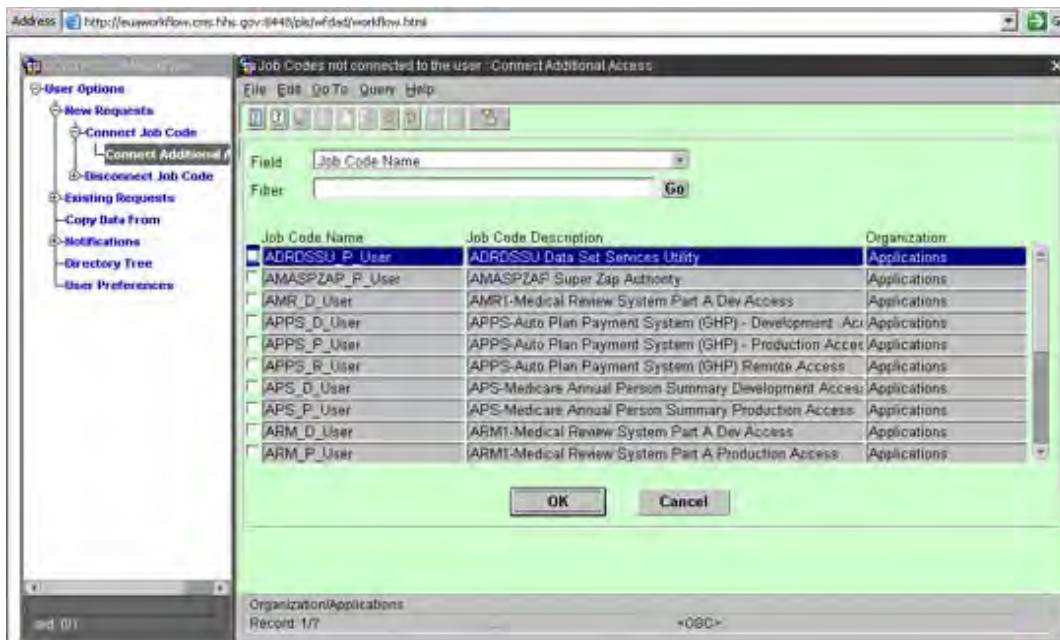 Address http://euaworkflow.cms.hhs.gov:8448/pls/wfdad/workflow.html
Job Codes not connected to the user : Connect Additional Access
File Edit Go To Query Help
User Options
New Requests
Connect Job Code
Connect Additional A
Disconnect Job Code
Existing Requests
Copy Data From
Notifications
Directory Tree
User Preferences
Field Job Code Name
Filter Go
Job Code Name Job Code Description Organization
ADRDSSU_P_User ADRDSSU Data Set Services Utility Applications
AMASPZAP_P_User AMASPZAP Super Zap Authority Applications
AMR_D_User AMR1-Medical Review System Part A Dev Access Applications
APPS_D_User APPS-Auto Plan Payment System (GHP) - Development Acc Applications
APPS_P_User APPS-Auto Plan Payment System (GHP) - Production Acces Applications
APPS_R_User APPS-Auto Plan Payment System (GHP) Remote Access Applications
APS_D_User APS-Medicare Annual Person Summary Development Access Applications
APS_P_User APS-Medicare Annual Person Summary Production Access Applications
ARM_D_User ARM1-Medical Review System Part A Dev Access Applications
ARM_P_User ARM1-Medical Review System Part A Production Access Applications
OK Cancel
Organization/Applications
Record: 1/? <OSC>